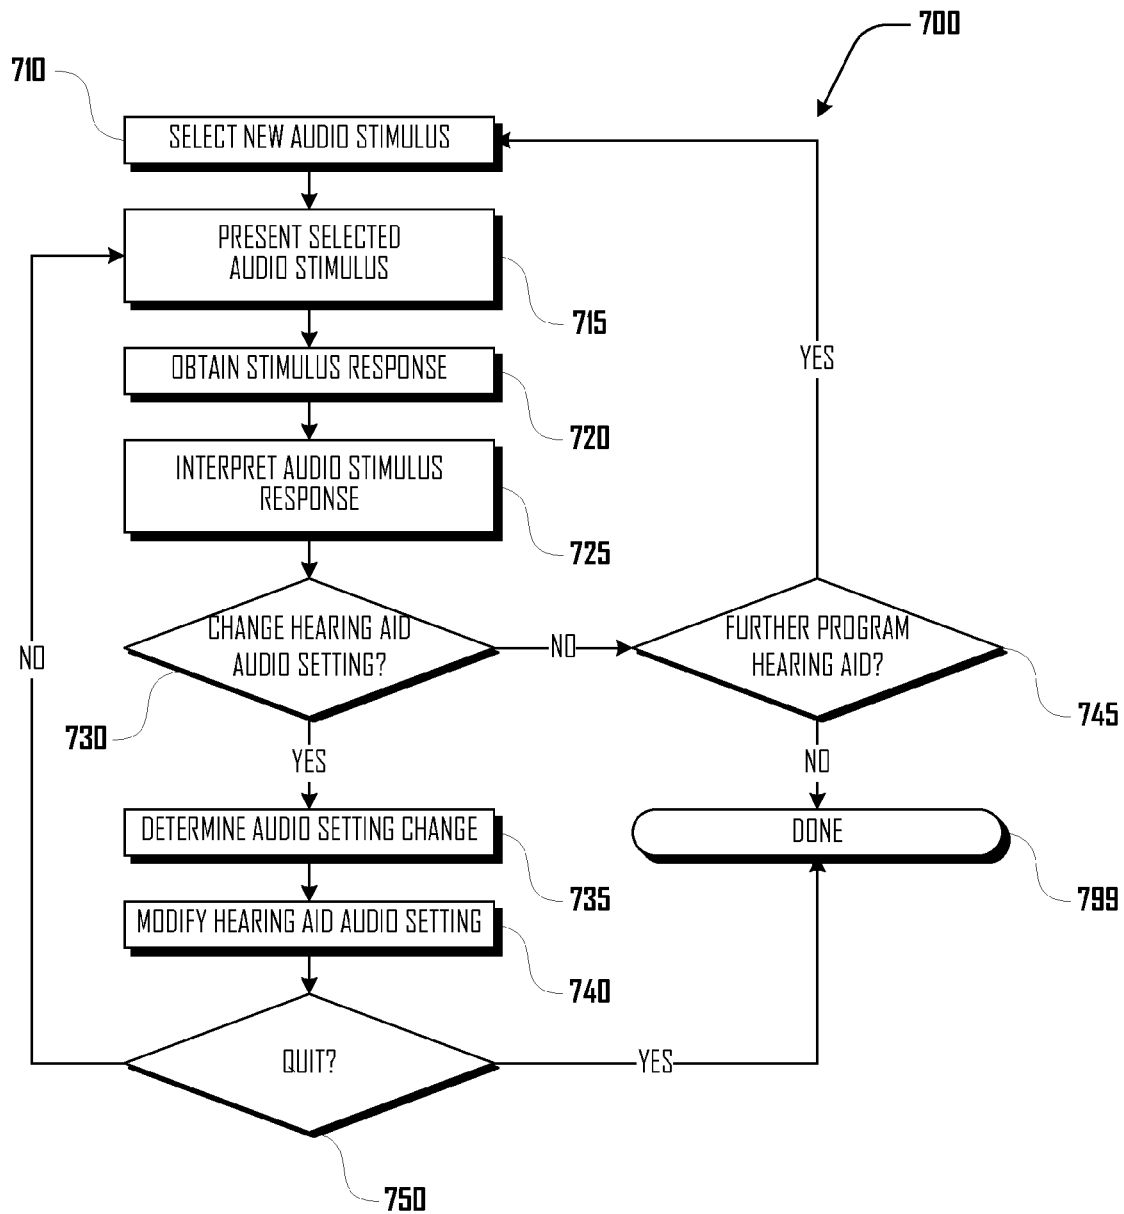 700
710
SELECT NEW AUDIO STIMULUS
PRESENT SELECTED
AUDIO STIMULUS
715
YES
OBTAIN STIMULUS RESPONSE
720
INTERPRET AUDIO STIMULUS
RESPONSE
725
CHANGE HEARING AID
AUDIO SETTING?
NO
FURTHER PROGRAM
HEARING AID?
NO
730
745
YES
NO
DETERMINE AUDIO SETTING CHANGE
DONE
735
799
MODIFY HEARING AID AUDIO SETTING
740
QUIT?
YES
750